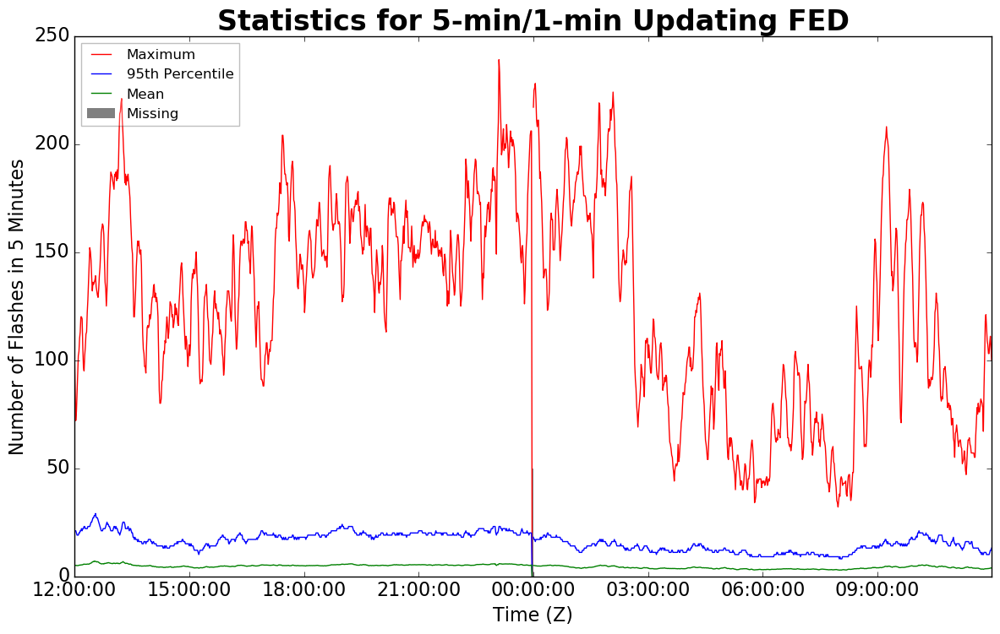 Statistics for 5-min/1-min Updating FED
Maximum
95th Percentile
Mean
Missing
Number of Flashes in 5 Minutes
250
200
150
100
50
0
12:00:00 15:00:00 18:00:00 21:00:00 00:00:00 03:00:00 06:00:00 09:00:00
Time (Z)